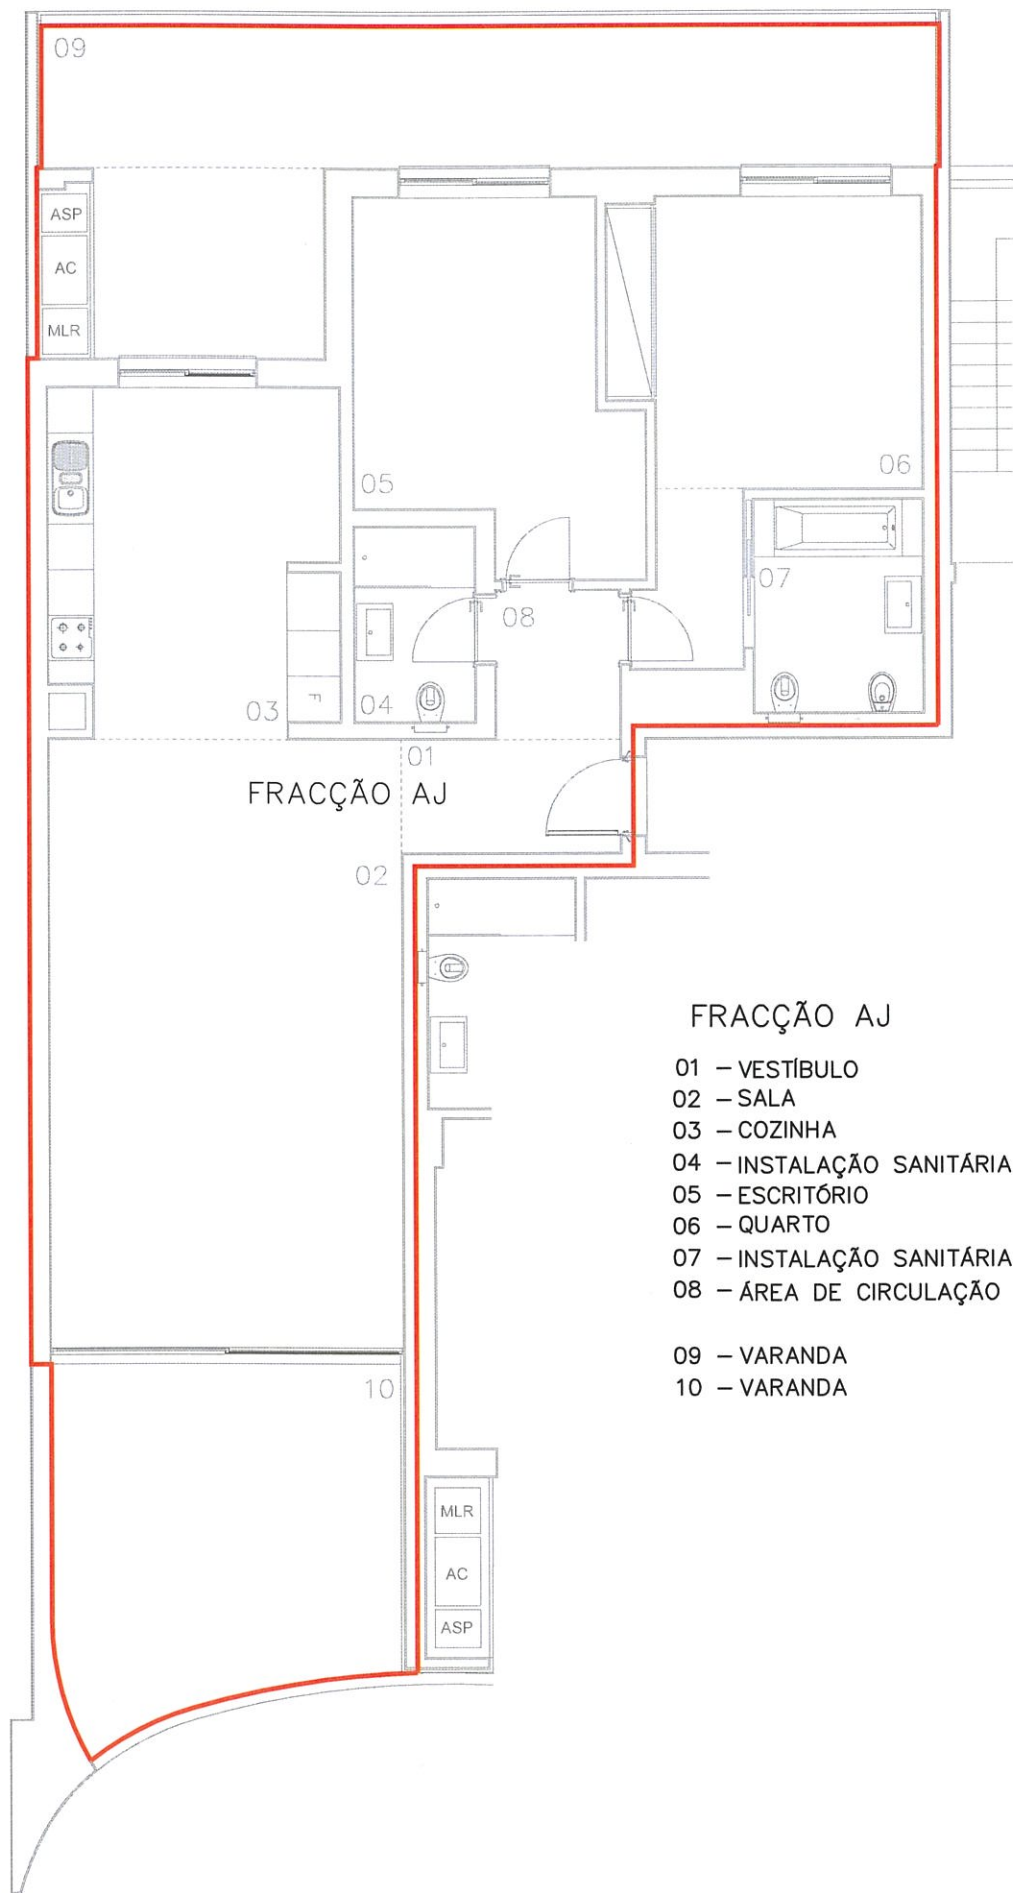 09
ASP
AC
MLR
05
06
07
08
03
F
04
01
FRACÇÃO AJ
02
FRACÇÃO AJ
01 – VESTÍBULO
02 – SALA
03 – COZINHA
04 – INSTALAÇÃO SANITÁRIA
05 – ESCRITÓRIO
06 – QUARTO
07 – INSTALAÇÃO SANITÁRIA
08 – ÁREA DE CIRCULAÇÃO
09 – VARANDA
10 – VARANDA
10
MLR
AC
ASP